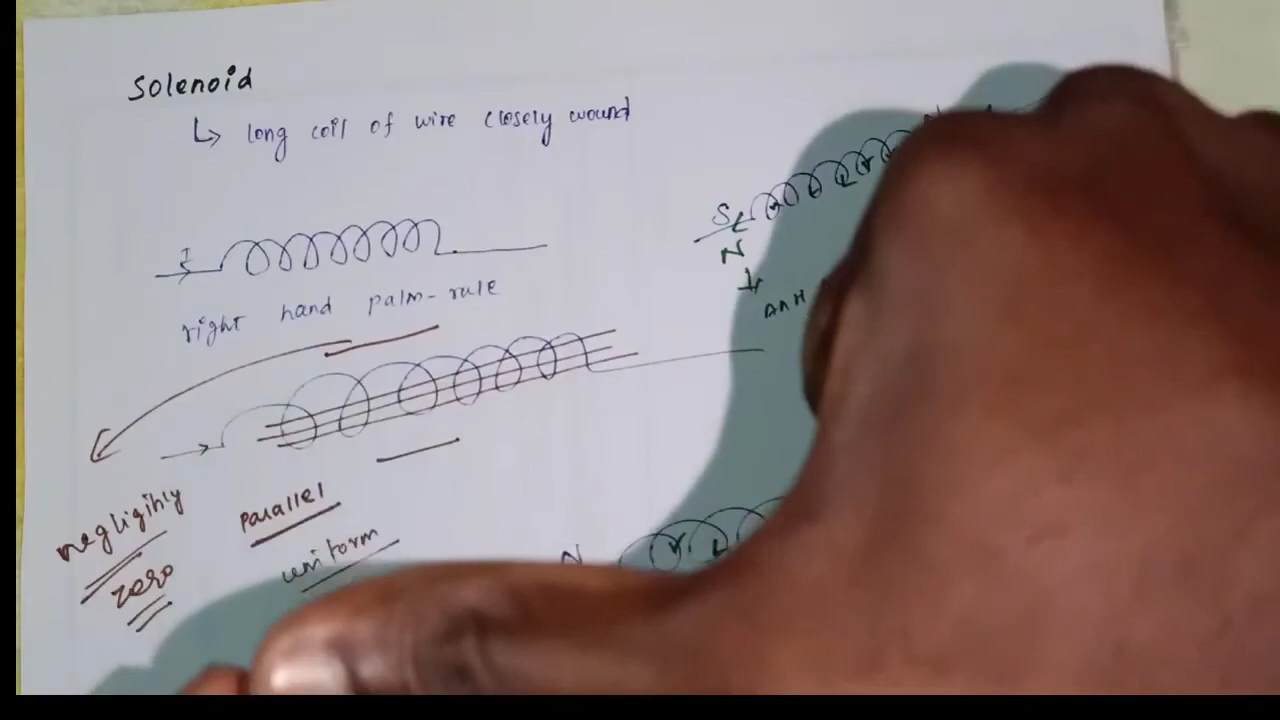 Solenoid
↳ long coil of wire closely wound
I
right hand palm-rule
S
N
negligibly
zero
Parallel
uniform
N